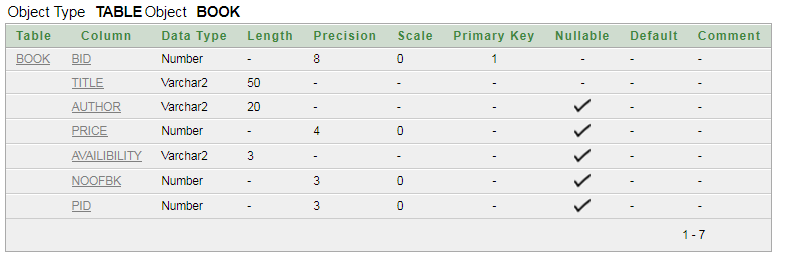 Object Type TABLE Object BOOK
Table Column Data Type Length Precision Scale Primary Key Nullable Default Comment
BOOK BID Number - 8 0 1 - - -
TITLE Varchar2 50 - - - - - -
AUTHOR Varchar2 20 - - - ✓ - -
PRICE Number - 4 0 - ✓ - -
AVAILIBILITY Varchar2 3 - - - ✓ - -
NOOFBK Number - 3 0 - ✓ - -
PID Number - 3 0 - ✓ - -
1 - 7